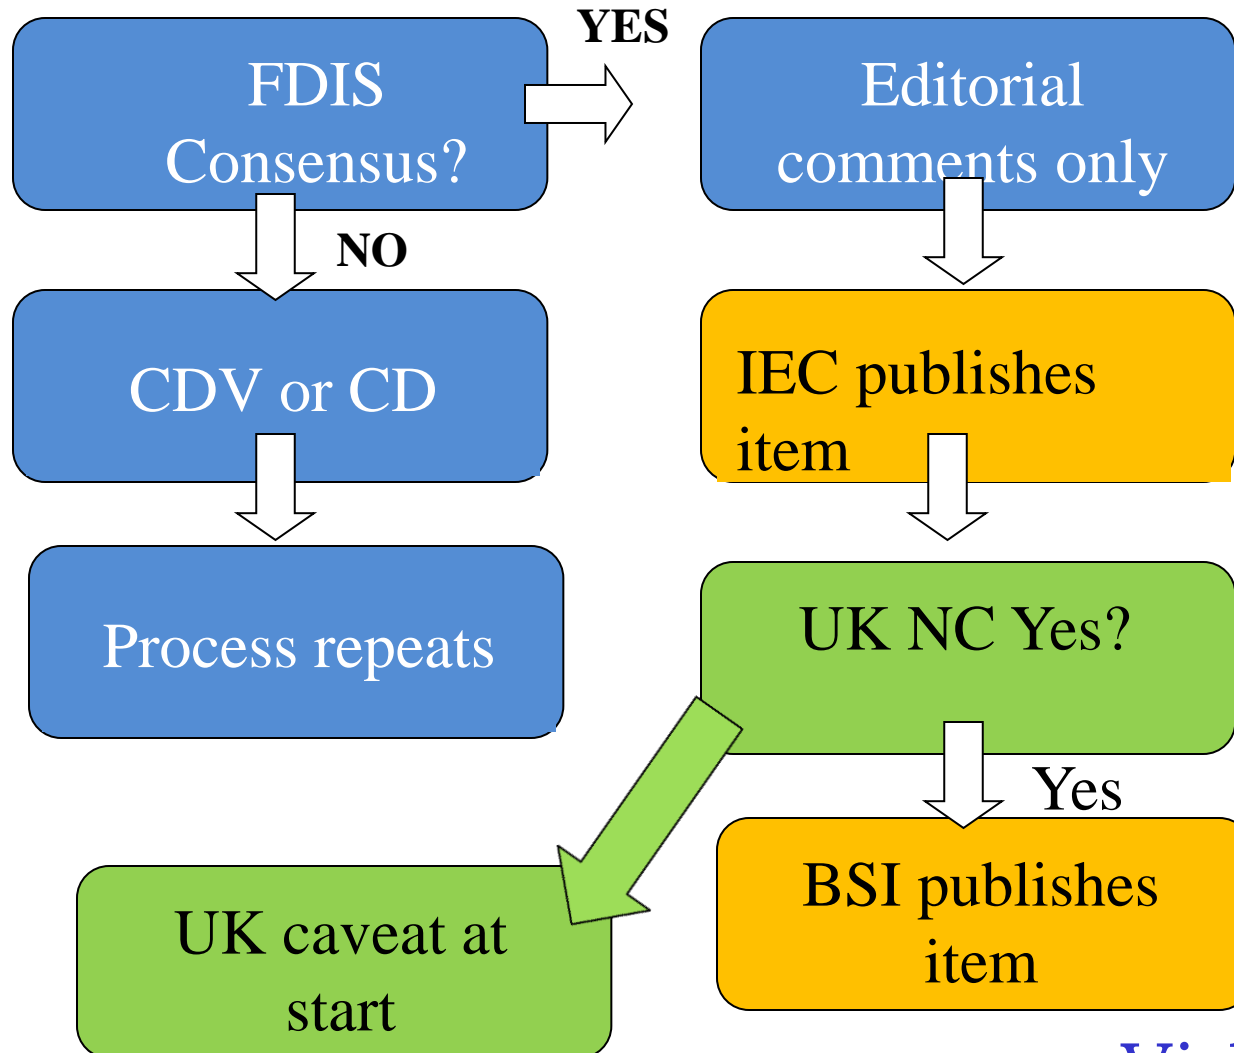 FDIS
Consensus?
YES
Editorial
comments only
NO
CDV or CD
IEC publishes
item
Process repeats
UK NC Yes?
Yes
UK caveat at
start
BSI publishes
item